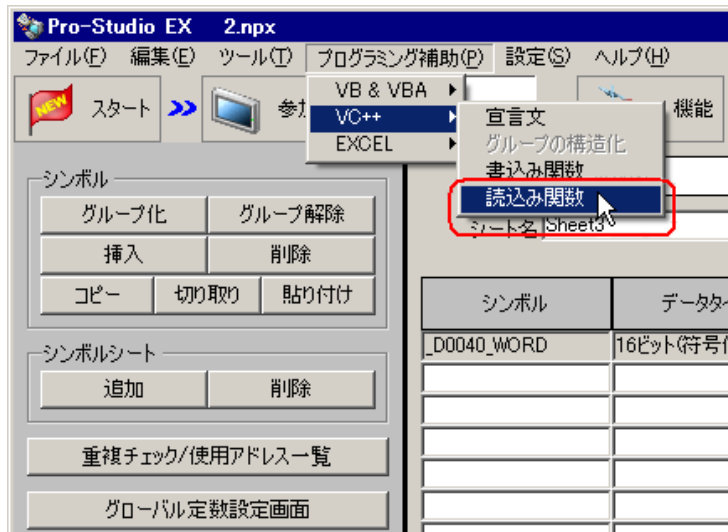 Pro-Studio EX 2.npx
ファイル(F) 編集(E) ツール(T) プログラミング補助(P) 設定(S) ヘルプ(H)
NEW スタート
VB & VBA
VC++
EXCEL
宣言文
グループの構造化
書込み関数
読込み関数
機能
シンボル
グループ化 グループ解除
挿入 削除
コピー 切り取り 貼り付け
シンボルシート
追加 削除
重複チェック/使用アドレス一覧
グローバル定数設定画面
シート名 Sheet3
シンボル データタイ
_D0040_WORD 16ビット(符号付